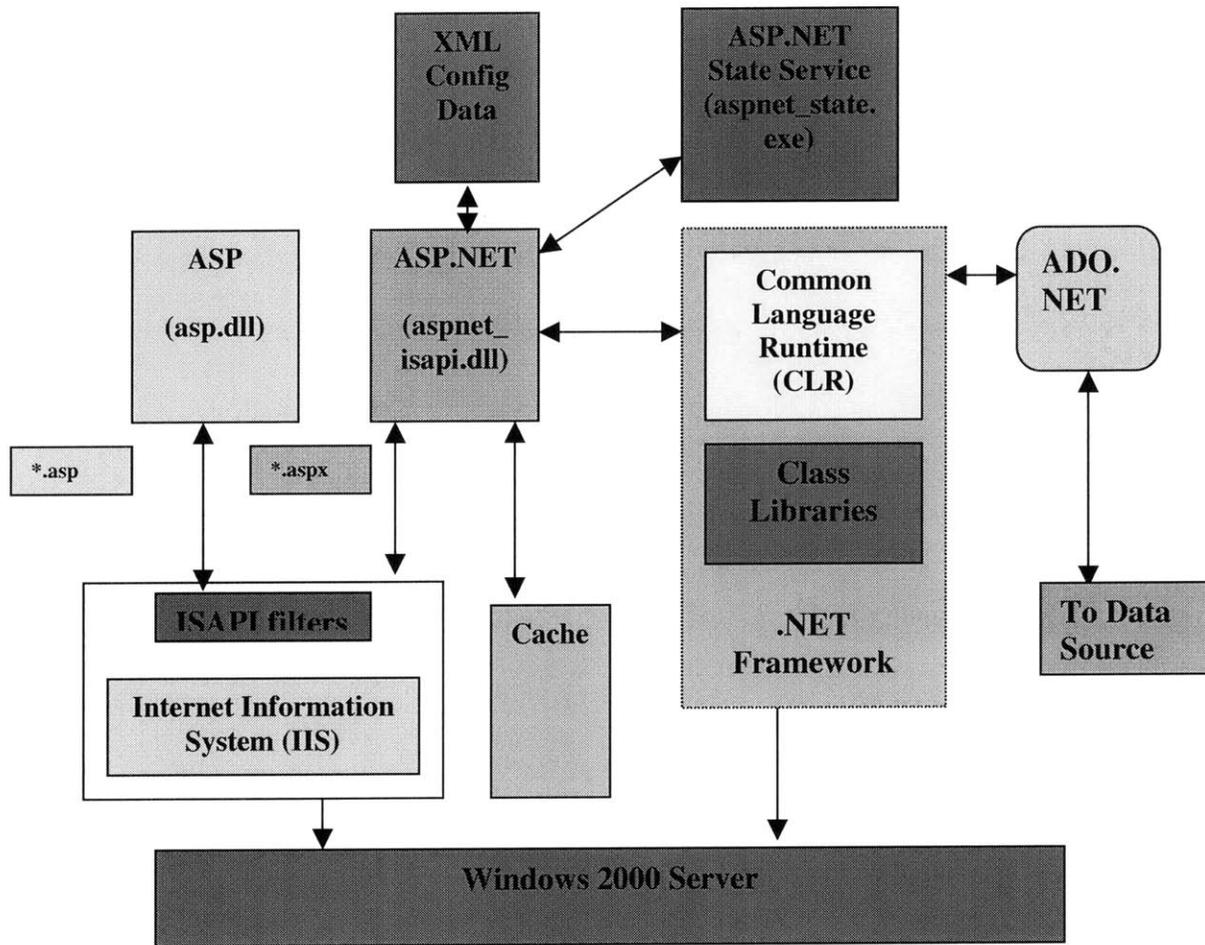 XML
Config
Data
ASP.NET
State Service
(aspnet_state.
exe)
ASP
(asp.dll)
ASP.NET
(aspnet_
isapi.dll)
Common
Language
Runtime
(CLR)
ADO.
NET
*.asp
*.aspx
Class
Libraries
ISAPI filters
Cache
.NET
Framework
To Data
Source
Internet Information
System (IIS)
Windows 2000 Server